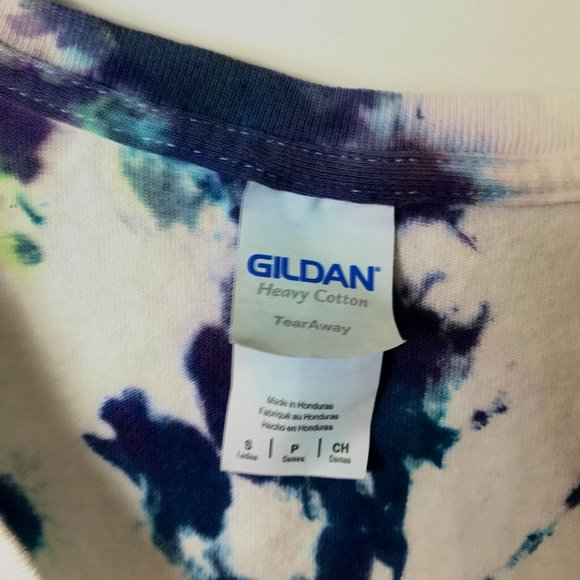 GILDAN®
Heavy Cotton
TearAway
Made in Honduras
Fabriqué au Honduras
Hecho en Honduras
S | P | CH
Ladies Dames Damas